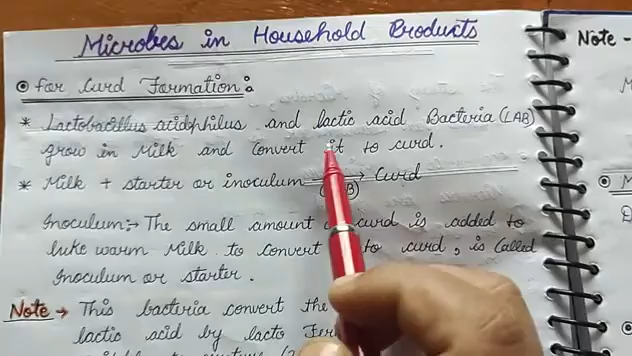 Microbes in Household Products
For Curd Formation:
* Lactobacillus acidphilus and lactic acid Bacteria (LAB)
grow in Milk and convert it to curd.
* Milk + starter or inoculum → Curd
Inoculum:→ The small amount curd is added to
luke warm Milk to convert to curd, is called
Inoculum or starter.
Note → This bacteria convert the
lactic acid by lacto
Note -